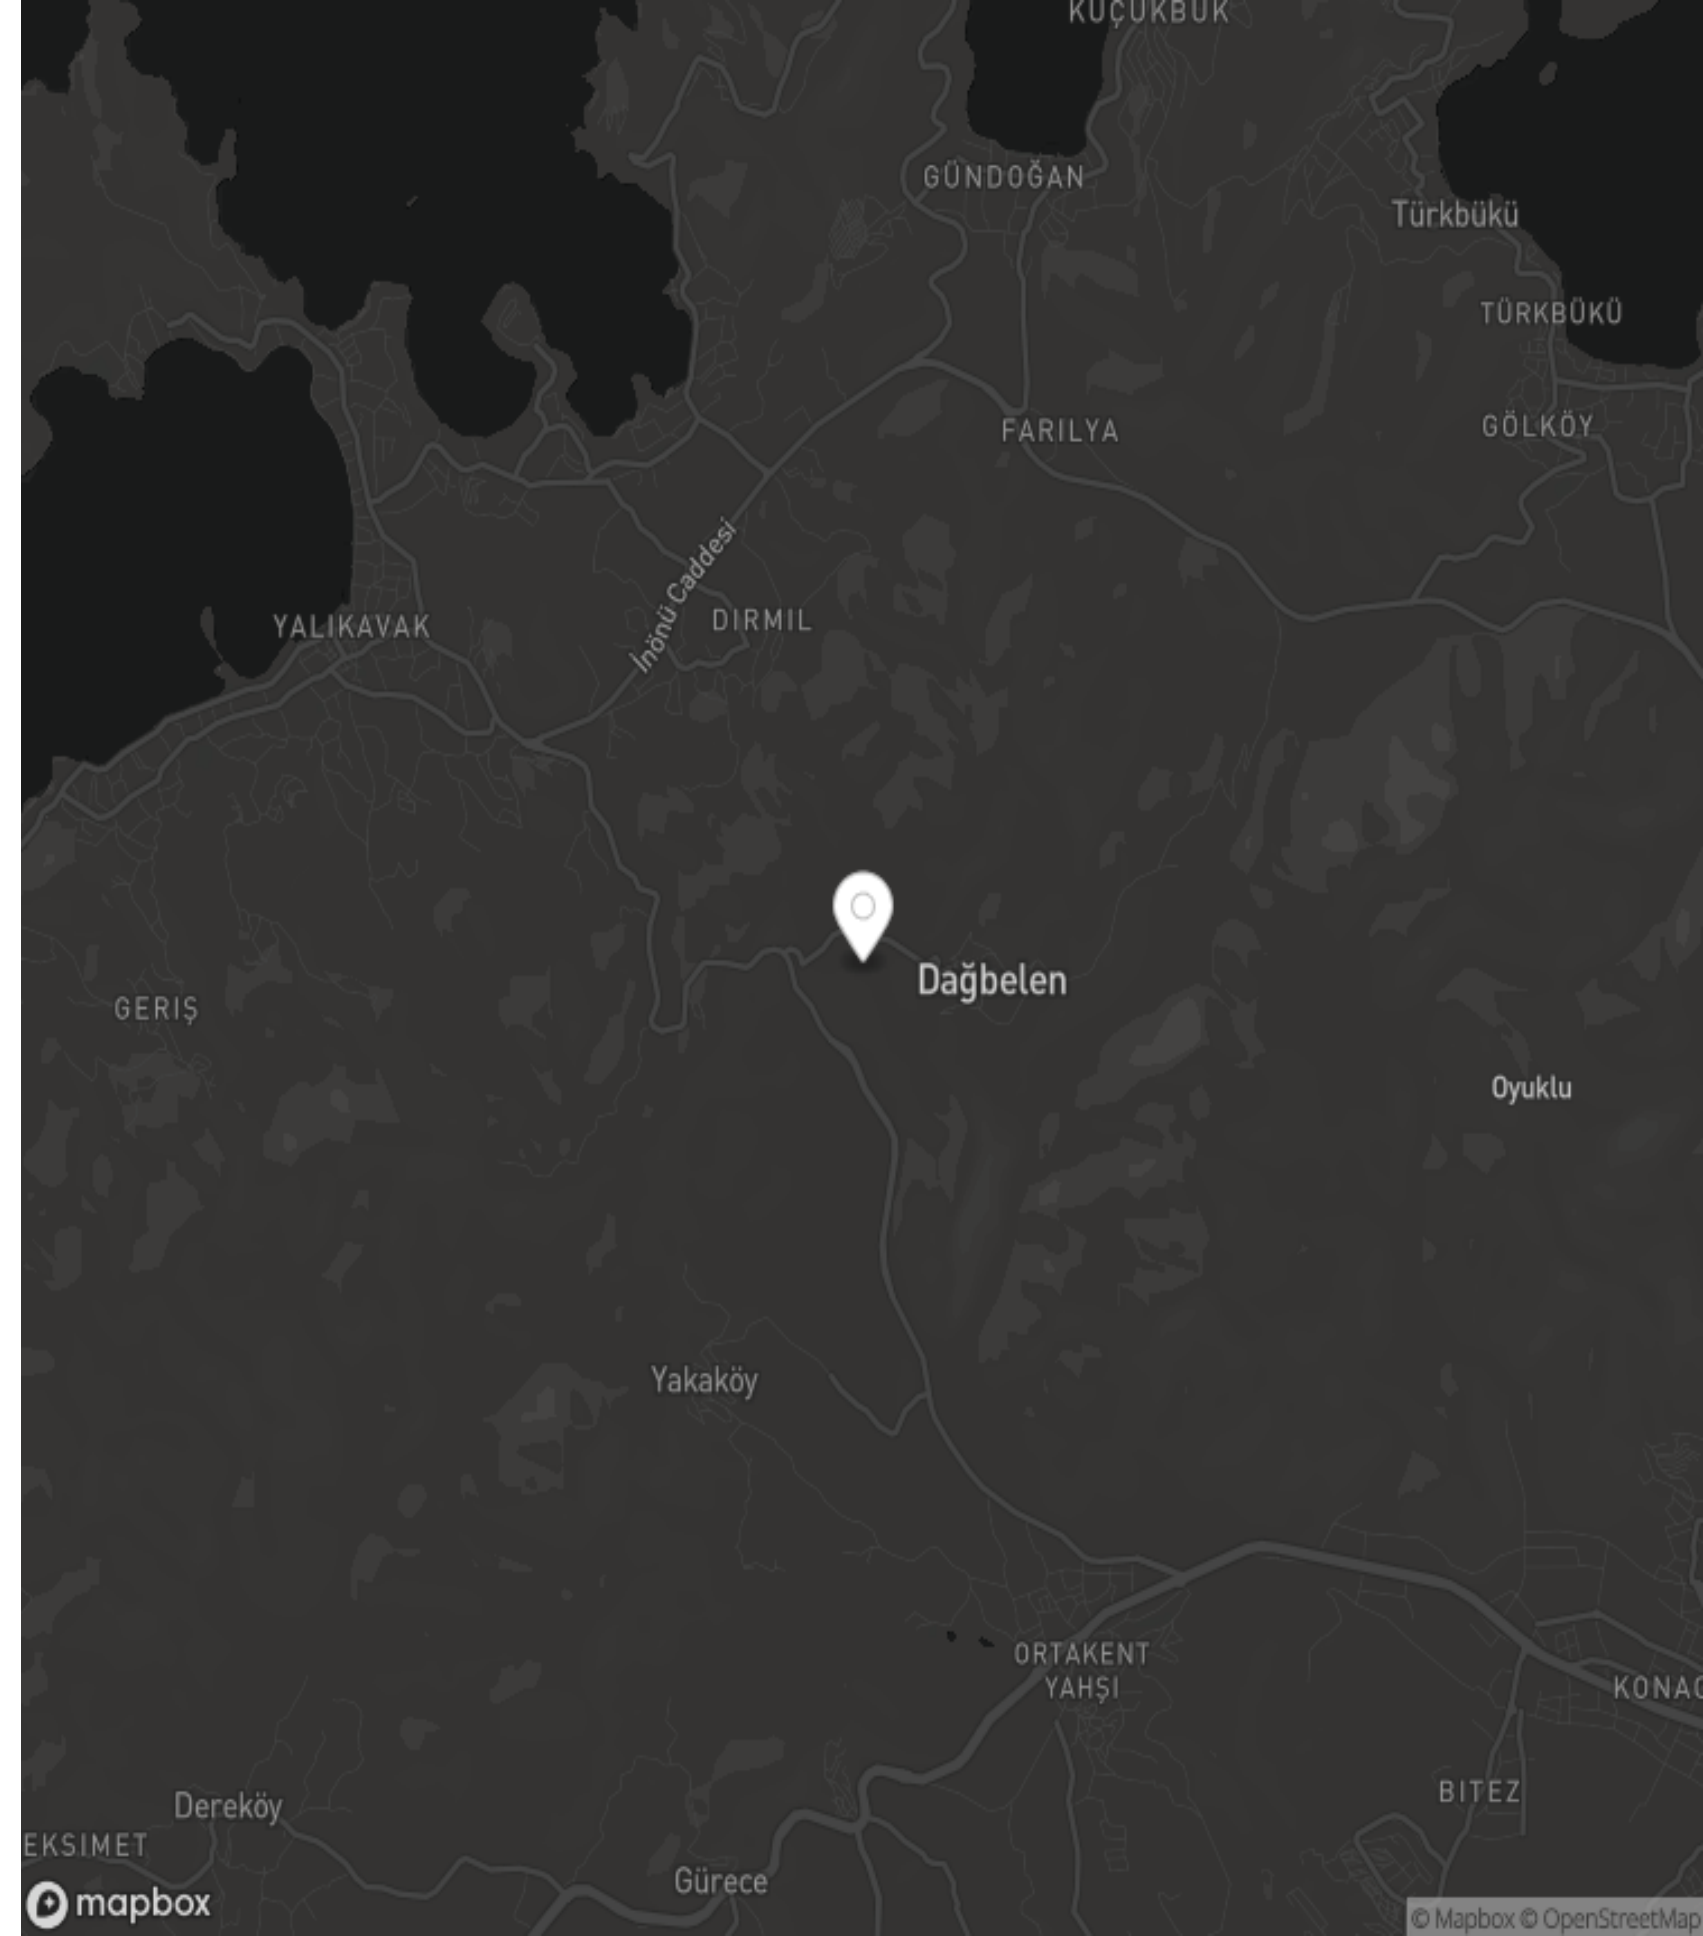 KÜÇÜKBÜK
GÜNDOĞAN
Türkbükü
TÜRKBÜKÜ
GÖLKÖY
FARILYA
İnönü Caddesi
DIRMIL
YALIKAVAK
Dağbelen
GERIŞ
Oyuklu
Yakaköy
ORTAKENT
YAHŞI
KONAC
BITEZ
Dereköy
EKSIMET
Gürece
mapbox
© Mapbox © OpenStreetMap